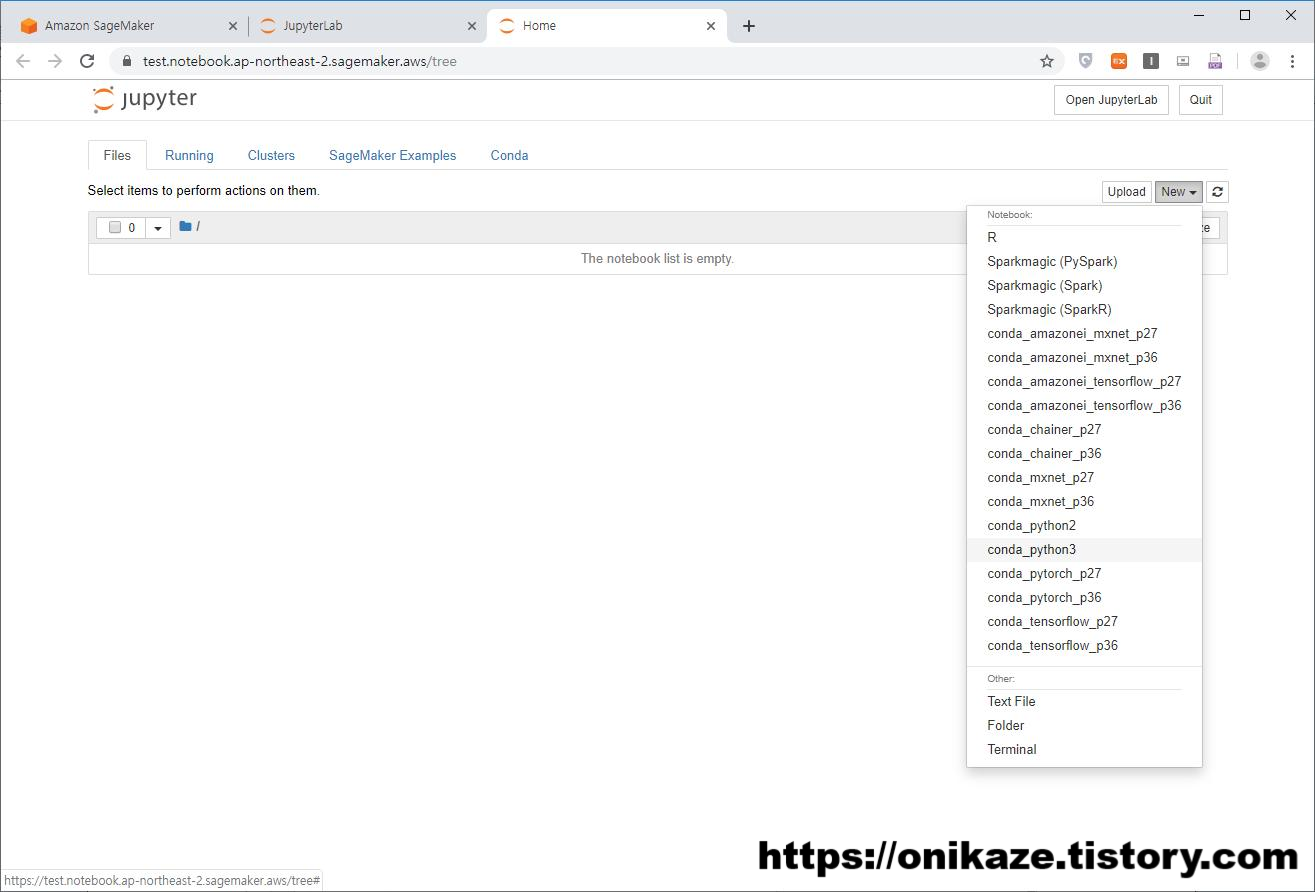 Amazon SageMaker
JupyterLab
Home
test.notebook.ap-northeast-2.sagemaker.aws/tree
jupyter
Open JupyterLab
Quit
Files
Running
Clusters
SageMaker Examples
Conda
Select items to perform actions on them.
Upload
New
0
/
ze
The notebook list is empty.
Notebook:
R
Sparkmagic (PySpark)
Sparkmagic (Spark)
Sparkmagic (SparkR)
conda_amazonei_mxnet_p27
conda_amazonei_mxnet_p36
conda_amazonei_tensorflow_p27
conda_amazonei_tensorflow_p36
conda_chainer_p27
conda_chainer_p36
conda_mxnet_p27
conda_mxnet_p36
conda_python2
conda_python3
conda_pytorch_p27
conda_pytorch_p36
conda_tensorflow_p27
conda_tensorflow_p36
Other:
Text File
Folder
Terminal
https://onikaze.tistory.com
https://test.notebook.ap-northeast-2.sagemaker.aws/tree#